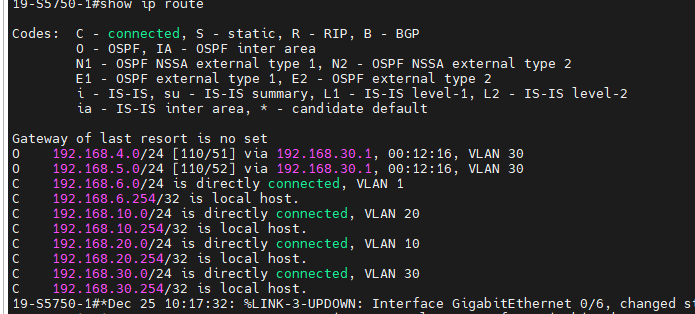 19-S5750-1#show ip route
Codes:  C - connected, S - static, R - RIP, B - BGP
        O - OSPF, IA - OSPF inter area
        N1 - OSPF NSSA external type 1, N2 - OSPF NSSA external type 2
        E1 - OSPF external type 1, E2 - OSPF external type 2
        i - IS-IS, su - IS-IS summary, L1 - IS-IS level-1, L2 - IS-IS level-2
        ia - IS-IS inter area, * - candidate default
Gateway of last resort is no set
O    192.168.4.0/24 [110/51] via 192.168.30.1, 00:12:16, VLAN 30
O    192.168.5.0/24 [110/52] via 192.168.30.1, 00:12:16, VLAN 30
C    192.168.6.0/24 is directly connected, VLAN 1
C    192.168.6.254/32 is local host.
C    192.168.10.0/24 is directly connected, VLAN 20
C    192.168.10.254/32 is local host.
C    192.168.20.0/24 is directly connected, VLAN 10
C    192.168.20.254/32 is local host.
C    192.168.30.0/24 is directly connected, VLAN 30
C    192.168.30.254/32 is local host.
19-S5750-1#*Dec 25 10:17:32: %LINK-3-UPDOWN: Interface GigabitEthernet 0/6, changed